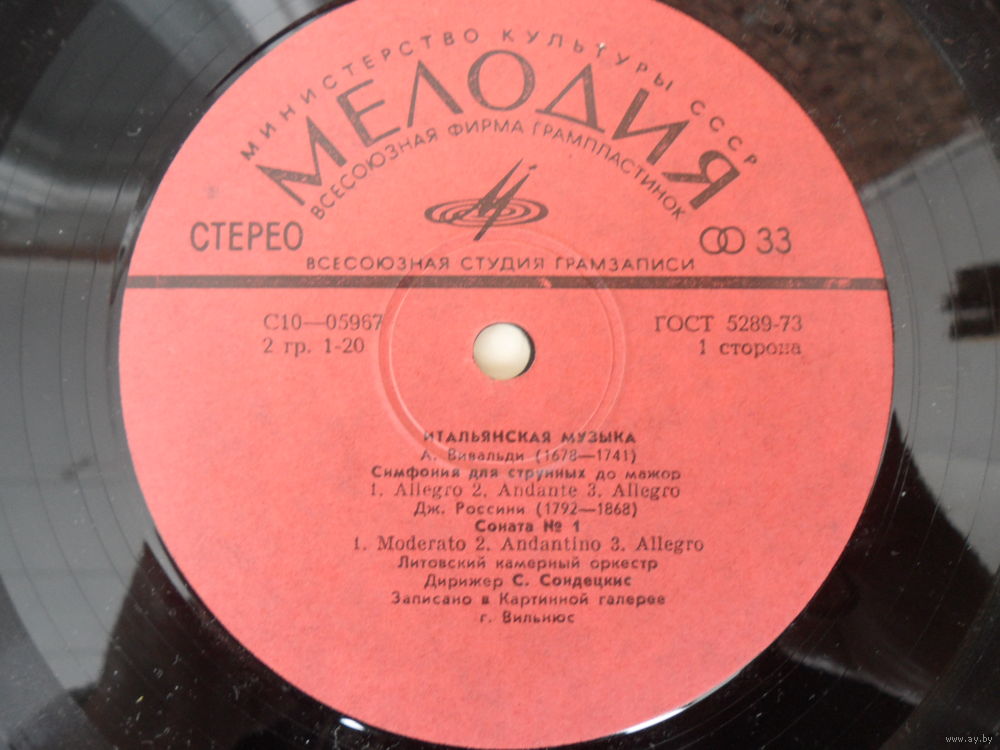 МИНИСТЕРСТВО КУЛЬТУРЫ СССР
МЕЛОДИЯ
ВСЕСОЮЗНАЯ ФИРМА ГРАМПЛАСТИНОК
СТЕРЕО
33
ВСЕСОЮЗНАЯ СТУДИЯ ГРАМЗАПИСИ
С10—05967
ГОСТ 5289-73
2 гр. 1-20
1 сторона
ИТАЛЬЯНСКАЯ МУЗЫКА
А. Вивальди (1678—1741)
Симфония для струнных до мажор
1. Allegro 2. Andante 3. Allegro
Дж. Россини (1792—1868)
Соната № 1
1. Moderato 2. Andantino 3. Allegro
Литовский камерный оркестр
Дирижер С. Сондецкис
Записано в Картинной галерее
г. Вильнюс
www.ay.by